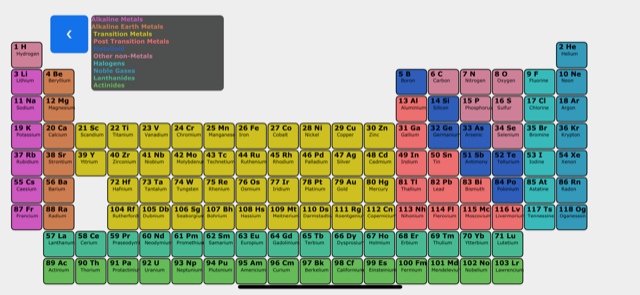 Alkaline Metals
Alkaline Earth Metals
Transition Metals
Post Transition Metals
Metalloids
Other non-Metals
Halogens
Noble Gases
Lanthanides
Actinides
1 H 2 He
Hydrogen Helium
3 Li 4 Be 5 B 6 C 7 N 8 O 9 F 10 Ne
Lithium Beryllium Boron Carbon Nitrogen Oxygen Fluorine Neon
11 Na 12 Mg 13 Al 14 Si 15 P 16 S 17 Cl 18 Ar
Sodium Magnesium Aluminium Silicon Phosphorus Sulfur Chlorine Argon
19 K 20 Ca 21 Sc 22 Ti 23 V 24 Cr 25 Mn 26 Fe 27 Co 28 Ni 29 Cu 30 Zn 31 Ga 32 Ge 33 As 34 Se 35 Br 36 Kr
Potassium Calcium Scandium Titanium Vanadium Chromium Manganese Iron Cobalt Nickel Copper Zinc Gallium Germanium Arsenic Selenium Bromine Krypton
37 Rb 38 Sr 39 Y 40 Zr 41 Nb 42 Mo 43 Tc 44 Ru 45 Rh 46 Pd 47 Ag 48 Cd 49 In 50 Sn 51 Sb 52 Te 53 I 54 Xe
Rubidium Strontium Yttrium Zirconium Niobium Molybdenu Technetium Ruthenium Rhodium Palladium Silver Cadmium Indium Tin Antimony Tellurium Iodine Xenon
55 Cs 56 Ba 72 Hf 73 Ta 74 W 75 Re 76 Os 77 Ir 78 Pt 79 Au 80 Hg 81 Tl 82 Pb 83 Bi 84 Po 85 At 86 Rn
Caesium Barium Hafnium Tantalum Tungsten Rhenium Osmium Iridium Platinum Gold Mercury Thallium Lead Bismuth Polonium Astatine Radon
87 Fr 88 Ra 104 Rf 105 Db 106 Sg 107 Bh 108 Hs 109 Mt 110 Ds 111 Rg 112 Cn 113 Nh 114 Fl 115 Mc 116 Lv 117 Ts 118 Og
Francium Radium Rutherford Dubnium Seaborgiu Bohrium Hassium Meitnerium Darmstadti Roentgeni Copernicium Nihonium Flerovium Moscovium Livermoriu Tennessine Oganesson
57 La 58 Ce 59 Pr 60 Nd 61 Pm 62 Sm 63 Eu 64 Gd 65 Tb 66 Dy 67 Ho 68 Er 69 Tm 70 Yb 71 Lu
Lanthanum Cerium Praseodym Neodymium Promethiu Samarium Europium Gadolinium Terbium Dysprosium Holmium Erbium Thulium Ytterbium Lutetium
89 Ac 90 Th 91 Pa 92 U 93 Np 94 Pu 95 Am 96 Cm 97 Bk 98 Cf 99 Es 100 Fm 101 Md 102 No 103 Lr
Actinium Thorium Protactiniu Uranium Neptunium Plutonium Americium Curium Berkelium Californium Einsteiniu Fermium Mendeleviu Nobelium Lawrenciu